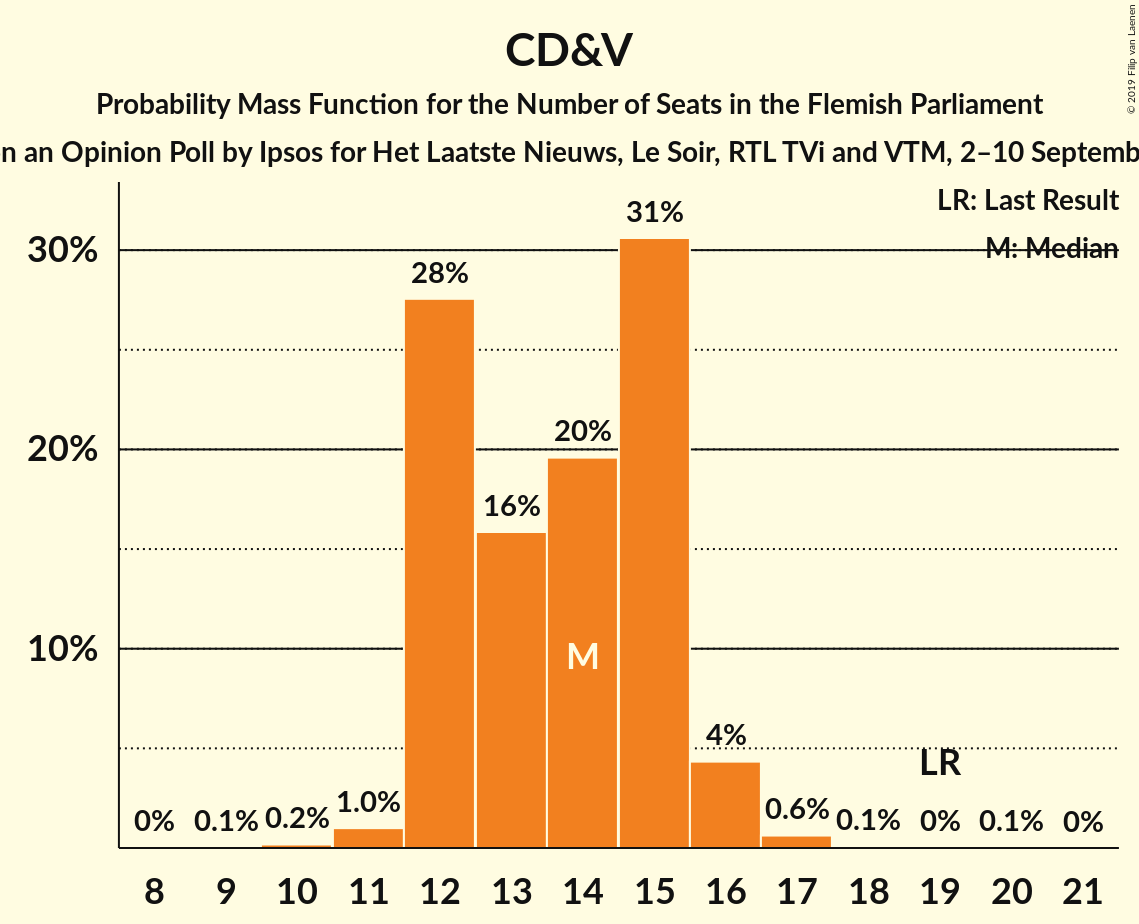 CD&V
Probability Mass Function for the Number of Seats in the Flemish Parliament
n an Opinion Poll by Ipsos for Het Laatste Nieuws, Le Soir, RTL TVi and VTM, 2–10 Septemb
© 2019 Filip van Laenen
LR: Last Result
M: Median
30%
20%
10%
0%
0.1%
0.2%
1.0%
28%
16%
20%
31%
4%
0.6%
0.1%
0%
0.1%
0%
M
LR
8 9 10 11 12 13 14 15 16 17 18 19 20 21